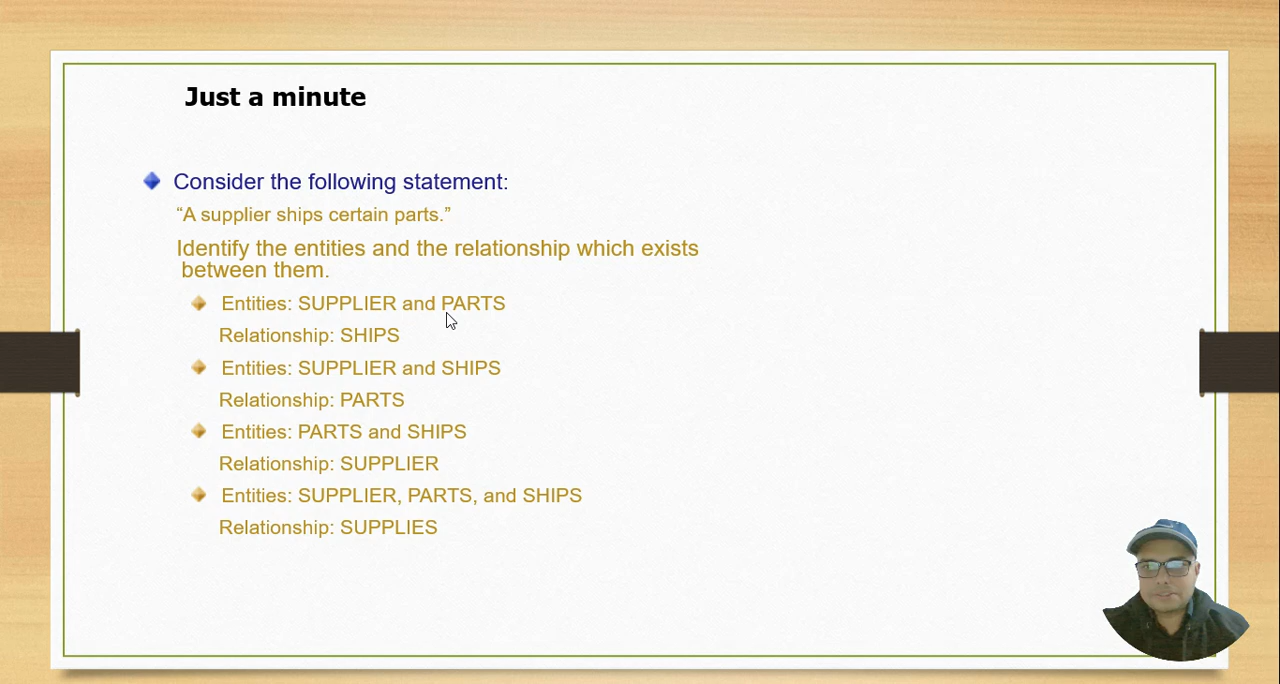 Just a minute
Consider the following statement:
“A supplier ships certain parts.”
Identify the entities and the relationship which exists
between them.
Entities: SUPPLIER and PARTS
Relationship: SHIPS
Entities: SUPPLIER and SHIPS
Relationship: PARTS
Entities: PARTS and SHIPS
Relationship: SUPPLIER
Entities: SUPPLIER, PARTS, and SHIPS
Relationship: SUPPLIES